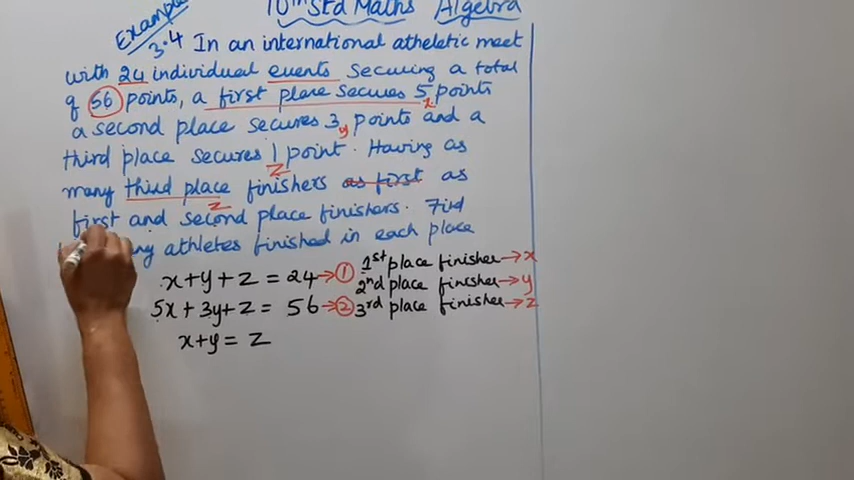 10th Std Maths Algebra
Example
3.4 In an international atheletic meet
with 24 individual events securing a total
of 56 points, a first place secures 5 points
x
a second place secures 3 points and a
y
third place secures 1 point. Having as
z
many third place finishers as first as
z
first and second place finishers. Find
athletes finished in each place
x+y+z = 24 → 1
1st place finisher → x
2nd place finisher → y
5x+3y+z = 56 → 2
3rd place finisher → z
x+y = z